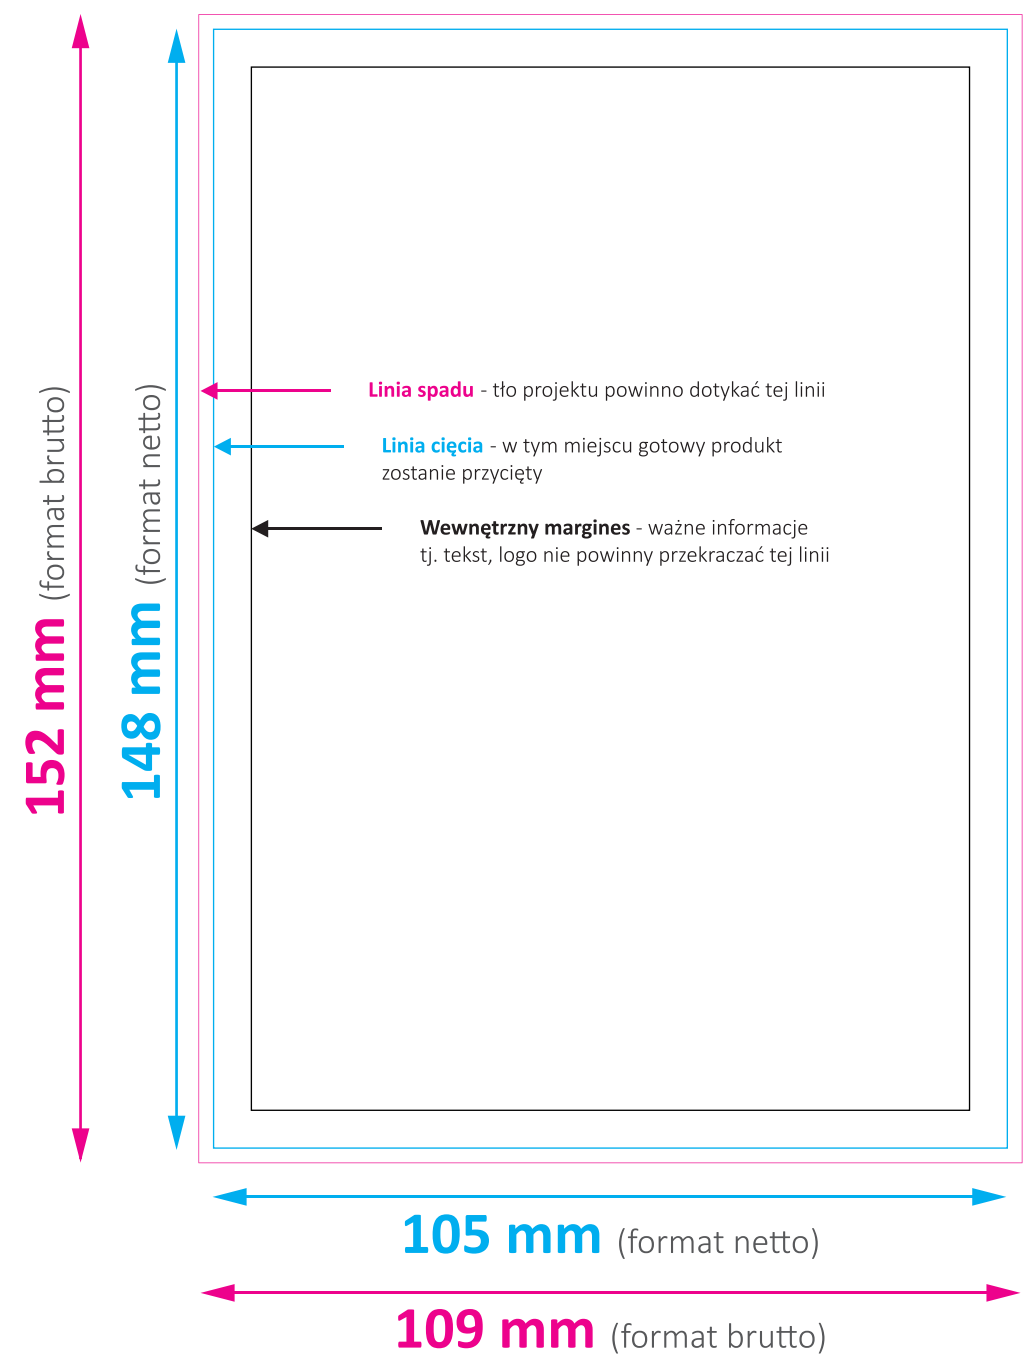 152 mm (format brutto)
148 mm (format netto)
Linia spadu - tło projektu powinno dotykać tej linii
Linia cięcia - w tym miejscu gotowy produkt
zostanie przycięty
Wewnętrzny margines - ważne informacje
tj. tekst, logo nie powinny przekraczać tej linii
105 mm (format netto)
109 mm (format brutto)